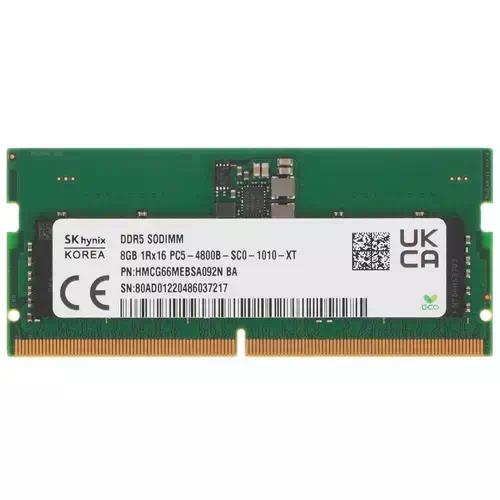 SK hynix
KOREA
DDR5 SODIMM
8GB 1Rx16 PC5-4800B-SC0-1010-XT
PN:HMCG66MEBSA092N BA
SN:80AD01220486037217
CE
UK
CA
ECO